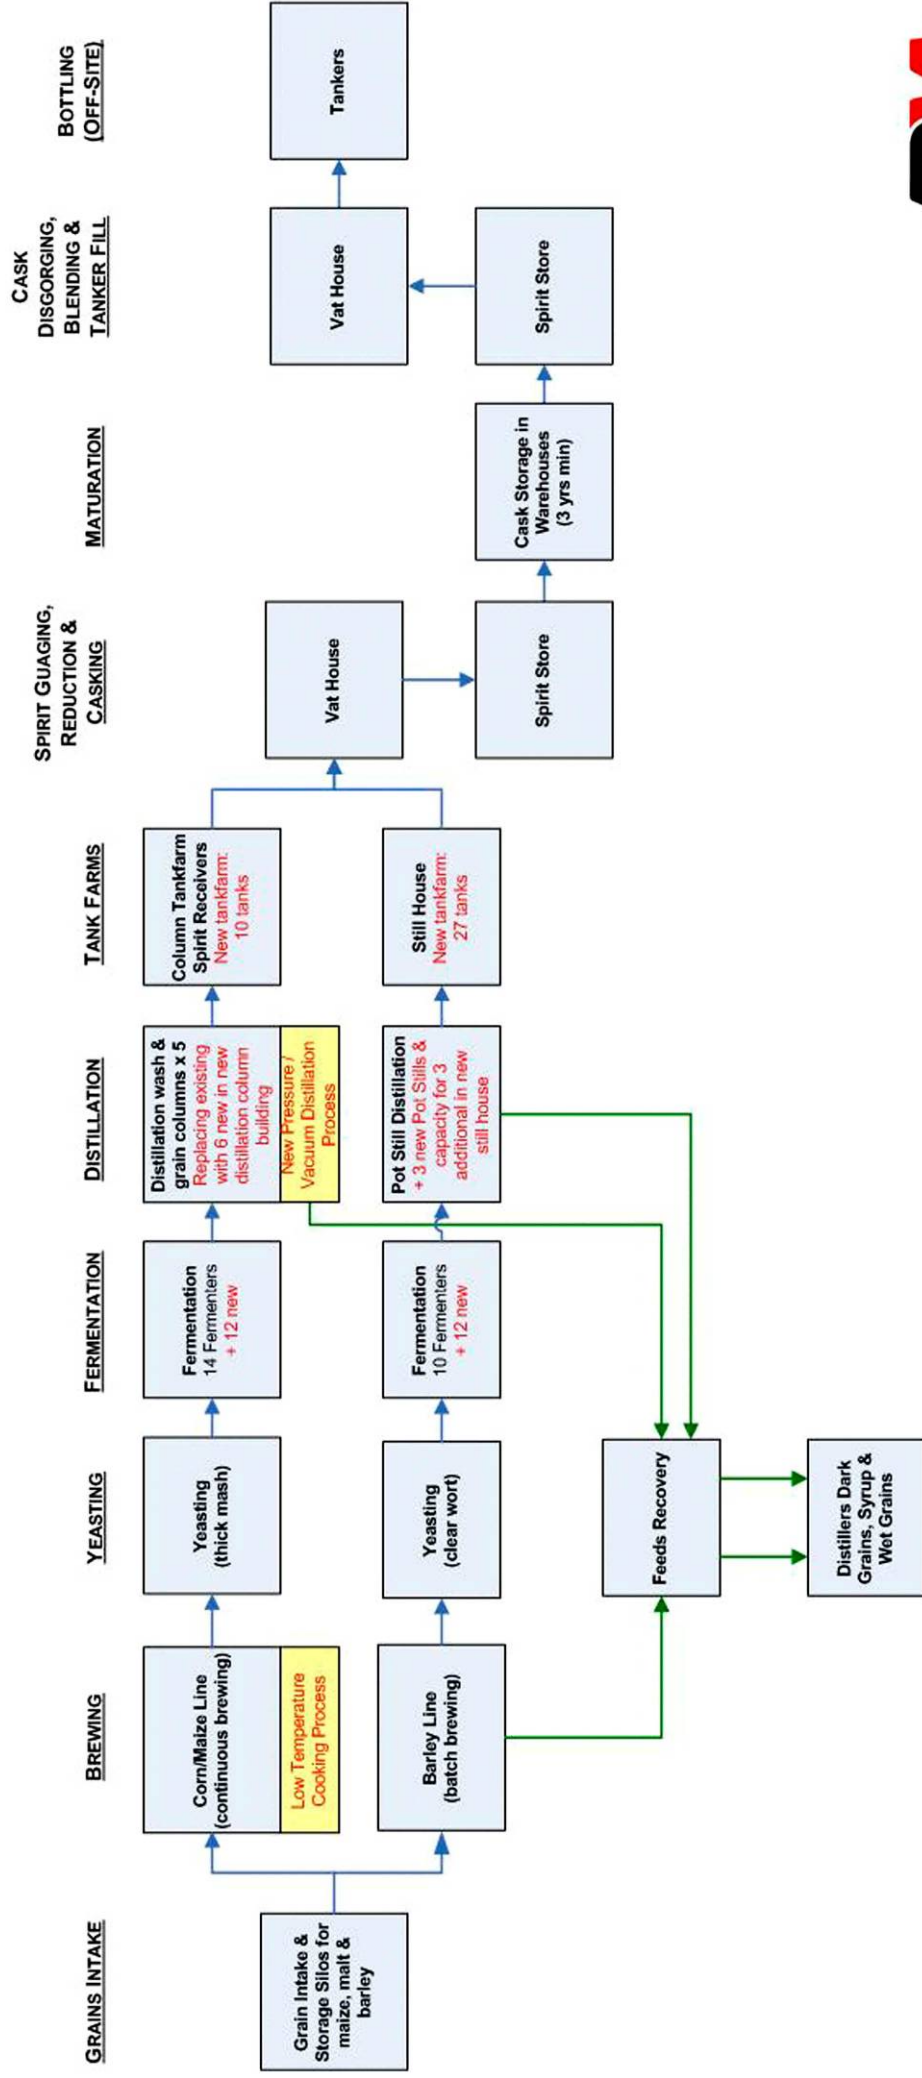 GRAINS INTAKE
BREWING
YEASTING
FERMENTATION
DISTILLATION
TANK FARMS
SPIRIT GUAGING,
REDUCTION &
CASKING
MATURATION
CASK
DISGORGING,
BLENDING &
TANKER FILL
BOTTLING
(OFF-SITE)
Grain Intake &
Storage Silos for
maize, malt &
barley
Corn/Maize Line
(continuous brewing)
Low Temperature
Cooking Process
Yeasting
(thick mash)
Fermentation
14 Fermenters
+ 12 new
Distillation wash &
grain columns x 5
Replacing existing
with 6 new in new
distillation column
building
New Pressure /
Vacuum Distillation
Process
Column Tankfarm
Spirit Receivers
New tankfarm:
10 tanks
Barley Line
(batch brewing)
Yeasting
(clear wort)
Fermentation
10 Fermenters
+ 12 new
Pot Still Distillation
+ 3 new Pot Stills &
capacity for 3
additional in new
still house
Still House
New tankfarm:
27 tanks
Vat House
Spirit Store
Cask Storage in
Warehouses
(3 yrs min)
Spirit Store
Vat House
Tankers
Feeds Recovery
Distillers Dark
Grains, Syrup &
Wet Grains